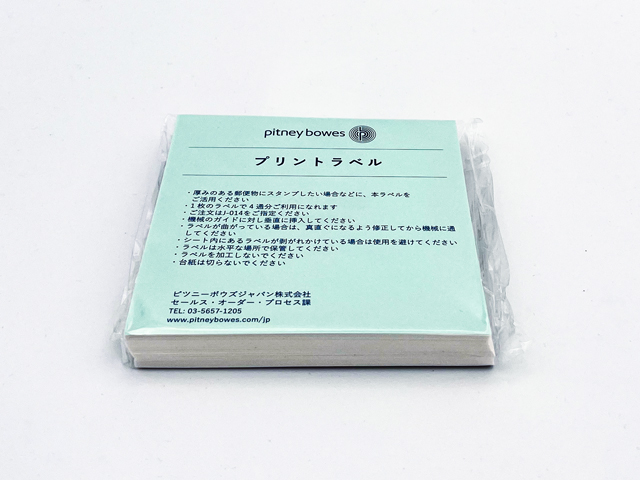 pitney bowes
プリントラベル
・厚みのある郵便物にスタンプしたい場合などに、本ラベルを
ご活用ください
・1枚のラベルで4通分ご利用になれます
・ご注文はJ-014をご指定ください
・機械のガイドに対し垂直に挿入してください
・ラベルが曲がっている場合は、真直ぐになるよう修正してから機械に通
してください
・シート内にあるラベルが剥がれかけている場合は使用を避けてください
・ラベルは水平な場所で保管してください
・ラベルを加工しないでください
・台紙は切らないでください
ピツニーボウズジャパン株式会社
セールス・オーダー・プロセス課
TEL: 03-5657-1205
www.pitneybowes.com/jp